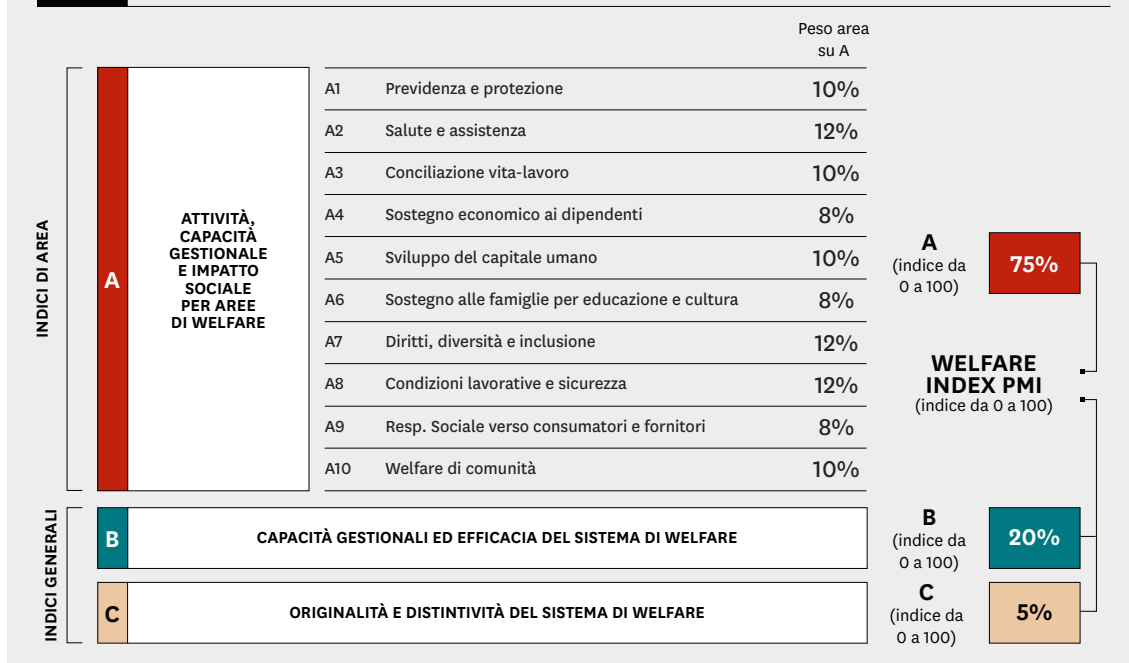 Peso area
su A
INDICI DI AREA
A
ATTIVITÀ,
CAPACITÀ
GESTIONALE
E IMPATTO
SOCIALE
PER AREE
DI WELFARE
A1 Previdenza e protezione 10%
A2 Salute e assistenza 12%
A3 Conciliazione vita-lavoro 10%
A4 Sostegno economico ai dipendenti 8%
A5 Sviluppo del capitale umano 10%
A6 Sostegno alle famiglie per educazione e cultura 8%
A7 Diritti, diversità e inclusione 12%
A8 Condizioni lavorative e sicurezza 12%
A9 Resp. Sociale verso consumatori e fornitori 8%
A10 Welfare di comunità 10%
A
(indice da
0 a 100)
75%
WELFARE
INDEX PMI
(indice da 0 a 100)
INDICI GENERALI
B
CAPACITÀ GESTIONALI ED EFFICACIA DEL SISTEMA DI WELFARE
B
(indice da
0 a 100)
20%
C
ORIGINALITÀ E DISTINTIVITÀ DEL SISTEMA DI WELFARE
C
(indice da
0 a 100)
5%